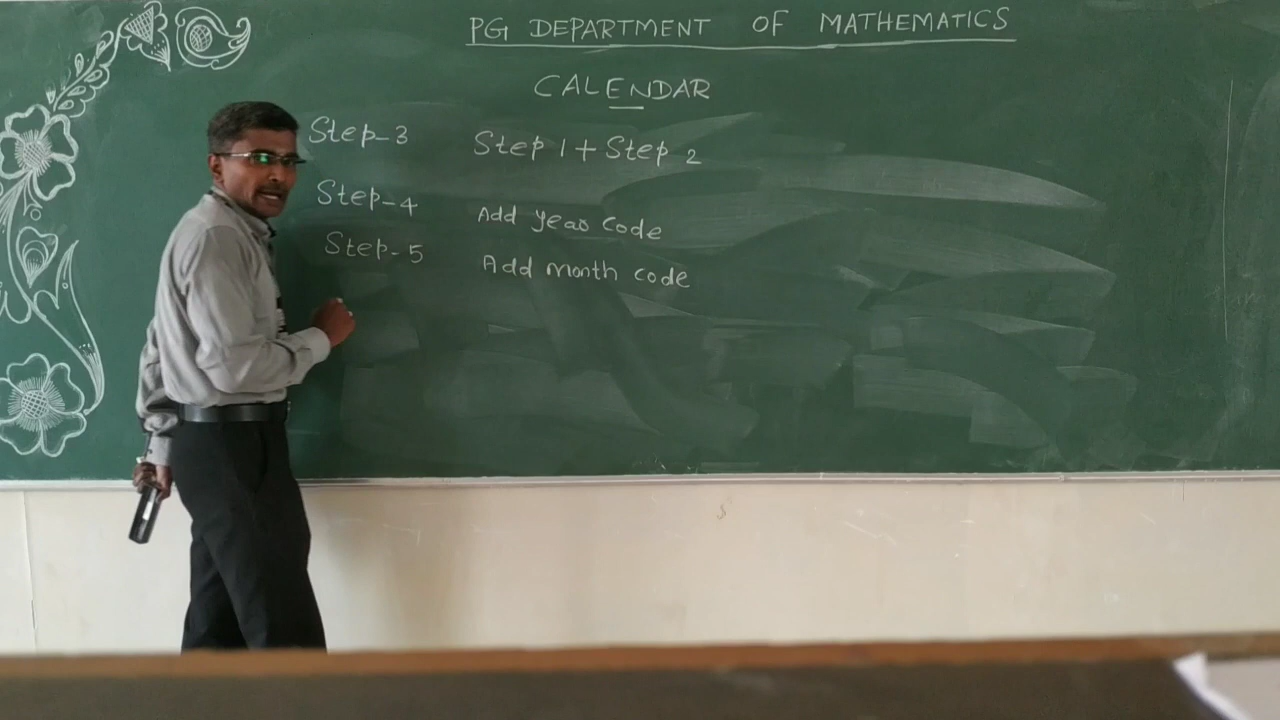 PG DEPARTMENT OF MATHEMATICS
CALENDAR
Step-3 Step 1 + Step 2
Step-4 Add year code
Step-5 Add month code